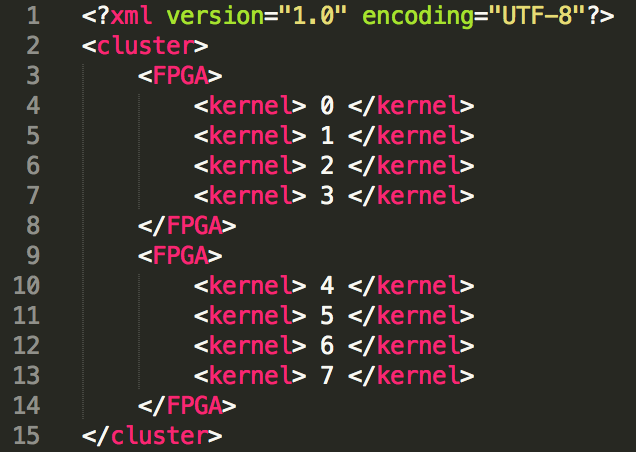 1 <?xml version="1.0" encoding="UTF-8"?>
2 <cluster>
3 <FPGA>
4 <kernel> 0 </kernel>
5 <kernel> 1 </kernel>
6 <kernel> 2 </kernel>
7 <kernel> 3 </kernel>
8 </FPGA>
9 <FPGA>
10 <kernel> 4 </kernel>
11 <kernel> 5 </kernel>
12 <kernel> 6 </kernel>
13 <kernel> 7 </kernel>
14 </FPGA>
15 </cluster>